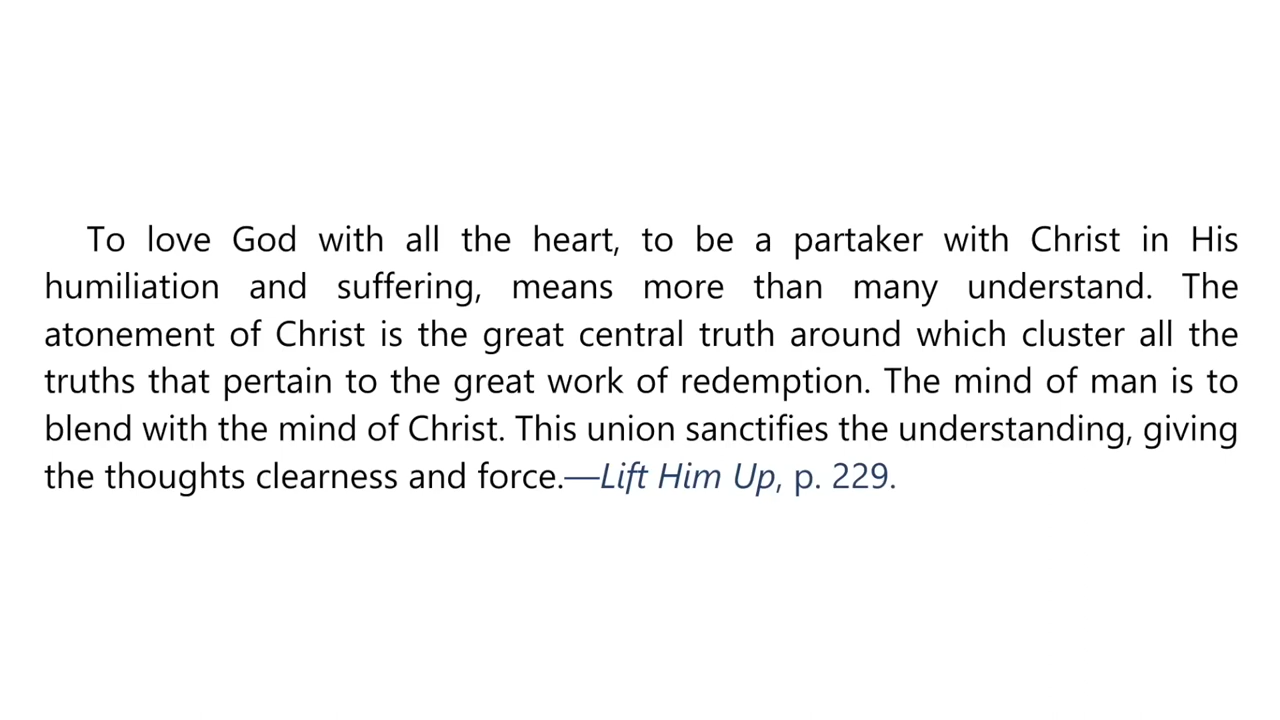 To love God with all the heart, to be a partaker with Christ in His
humiliation and suffering, means more than many understand. The
atonement of Christ is the great central truth around which cluster all the
truths that pertain to the great work of redemption. The mind of man is to
blend with the mind of Christ. This union sanctifies the understanding, giving
the thoughts clearness and force.—Lift Him Up, p. 229.